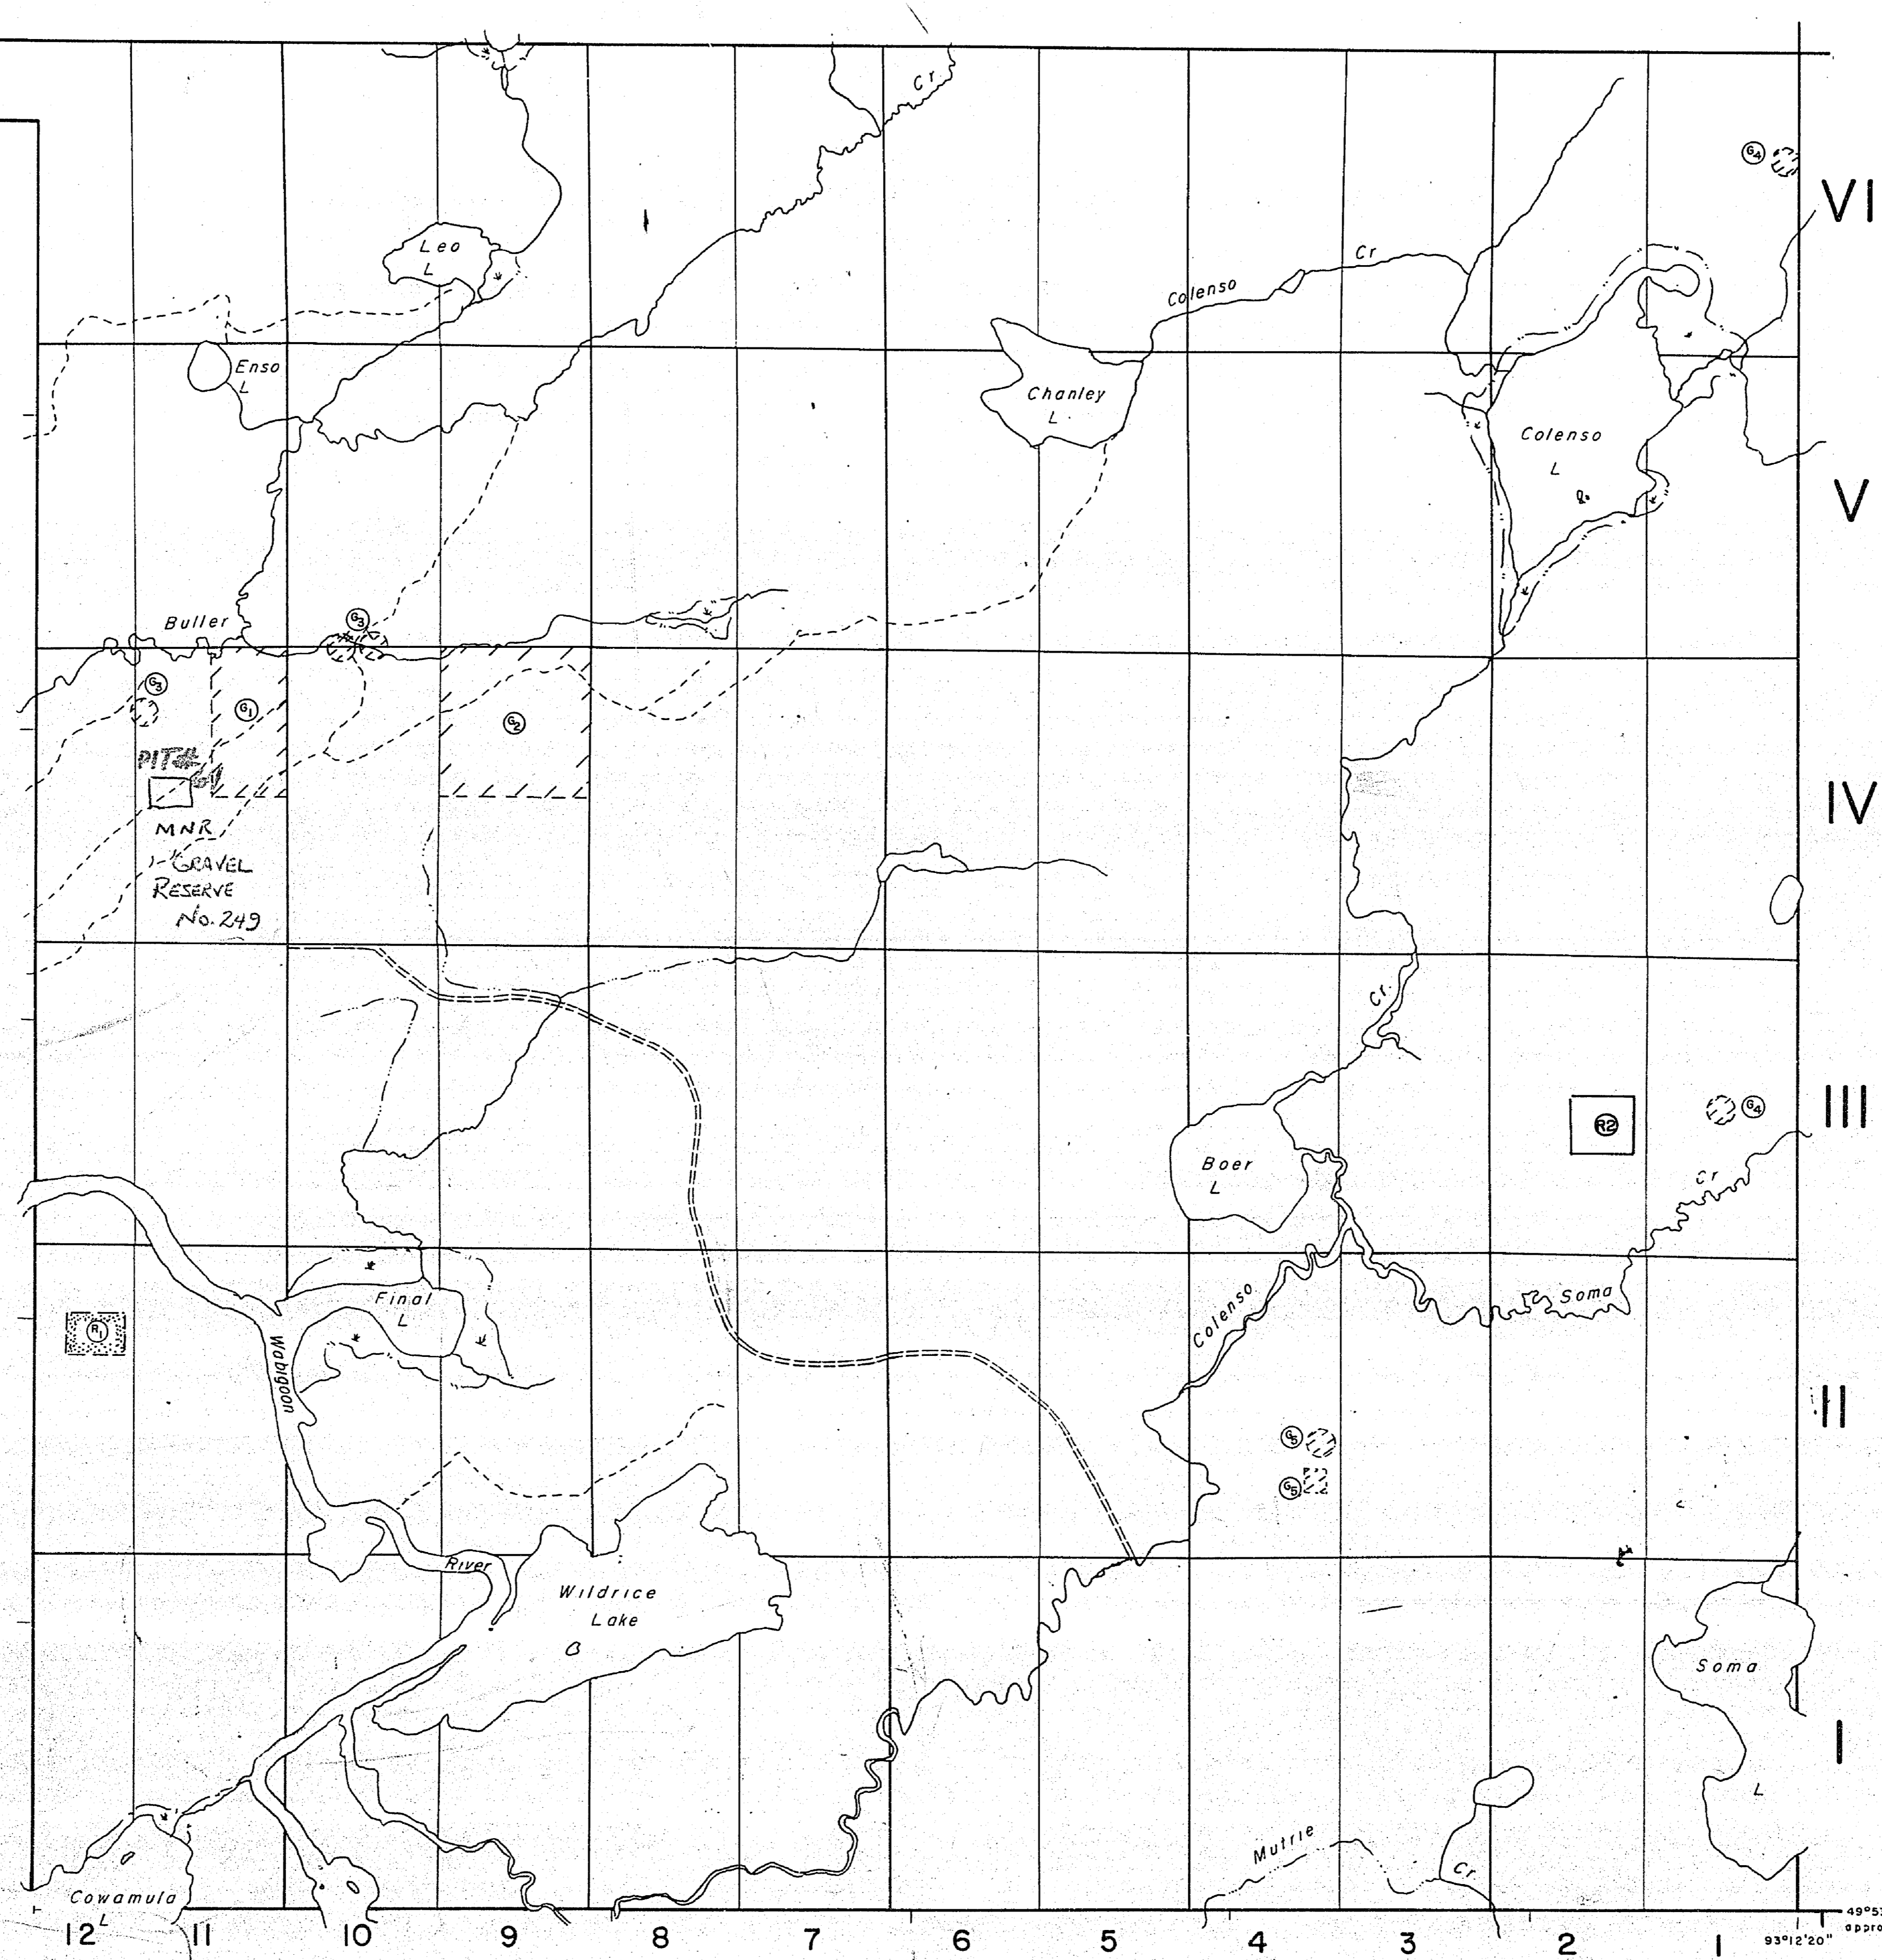 Cr.
G4
VI
Leo
L
Cr
Colenso
Enso
L
Chanley
L.
Colenso
L
V
Buller
G3
G3
G1
G2
PIT#
MNR
GRAVEL
RESERVE
No. 249
IV
Cr.
R2
G4
III
Boer
L
Cr
Final
L
Colenso
Soma
R1
Wabigoon
II
G5
G5
River
Wildrice
Lake
Soma
L
I
Mutrie
Cr
Cowamula
L
12 11 10 9 8 7 6 5 4 3 2 1
93°12'20"